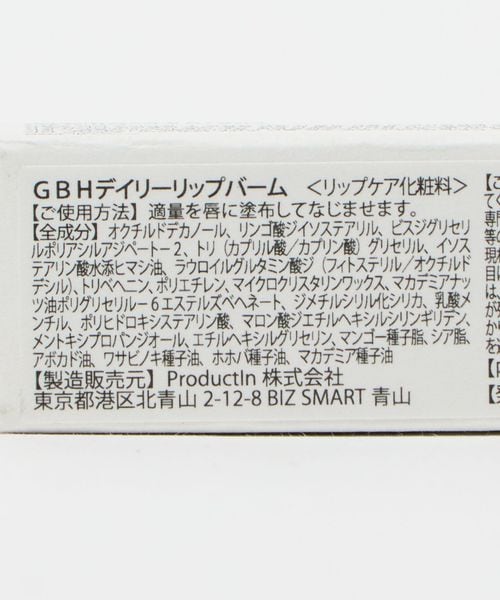 GBHデイリーリップバーム <リップケア化粧料>
【ご使用方法】適量を唇に塗布してなじませます。
【全成分】オクチルドデカノール、リンゴ酸ジイソステアリル、ビスジグリセリ
ルポリアシルアジペート-2、トリ(カプリル酸/カプリン酸)グリセリル、イソス
テアリン酸水添ヒマシ油、ラウロイルグルタミン酸ジ(フィトステリル/オクチルド
デシル)、トリベヘニン、ポリエチレン、マイクロクリスタリンワックス、マカデミアナッ
ツ油ポリグリセリル-6エステルズベヘネート、ジメチルシリル化シリカ、乳酸メ
ンチル、ポリヒドロキシステアリン酸、マロン酸ジエチルヘキシルシリンギリデン、
メントキシプロパンジオール、エチルヘキシルグリセリン、マンゴー種子脂、シア脂、
アボカド油、ワサビノキ種子油、ホホバ種子油、マカデミア種子油
【製造販売元】ProductIn 株式会社
東京都港区北青山 2-12-8 BIZ SMART 青山